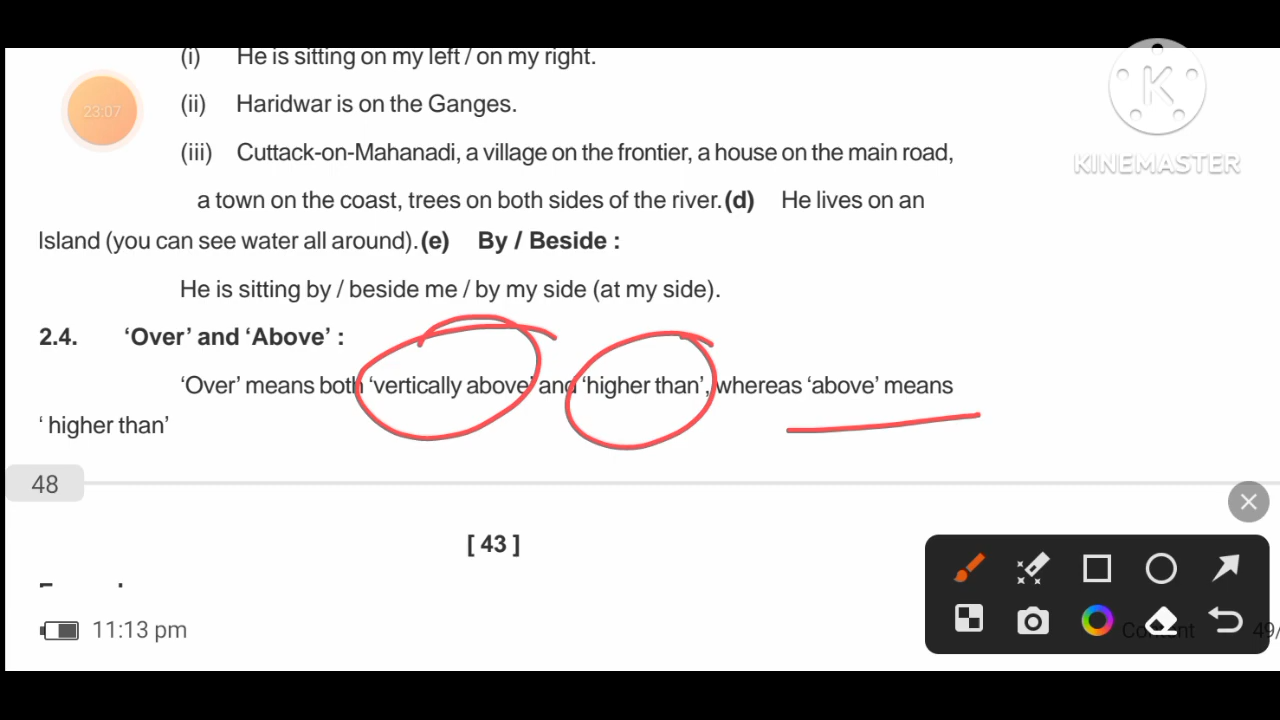 (i) He is sitting on my left / on my right.
23:07
(ii) Haridwar is on the Ganges.
K
KINEMASTER
(iii) Cuttack-on-Mahanadi, a village on the frontier, a house on the main road,
a town on the coast, trees on both sides of the river. (d) He lives on an
Island (you can see water all around). (e) By / Beside :
He is sitting by / beside me / by my side (at my side).
2.4. ‘Over’ and ‘Above’ :
‘Over’ means both ‘vertically above’ and ‘higher than’, whereas ‘above’ means
‘ higher than’
48
[ 43 ]
11:13 pm
Content 49/